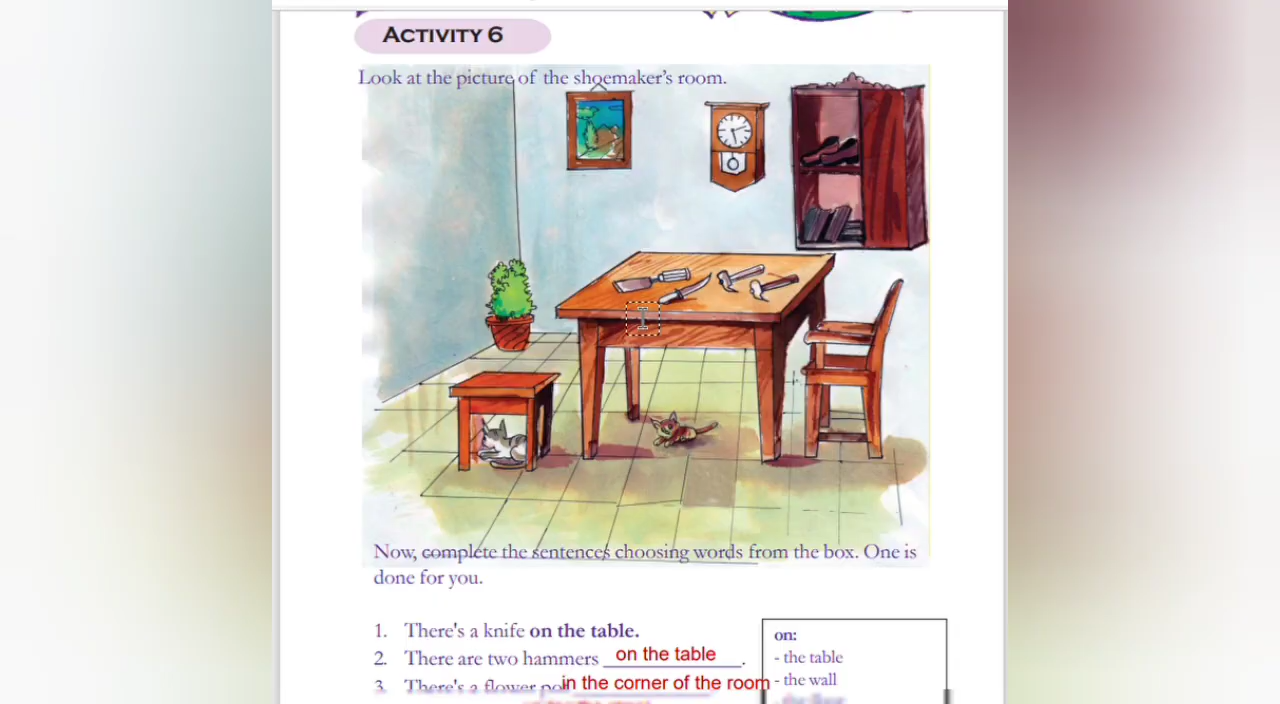 ACTIVITY 6
Look at the picture of the shoemaker's room.
Now, complete the sentences choosing words from the box. One is
done for you.
1. There's a knife on the table.
2. There are two hammers on the table.
3. There's a flower pot in the corner of the room
on:
- the table
- the wall